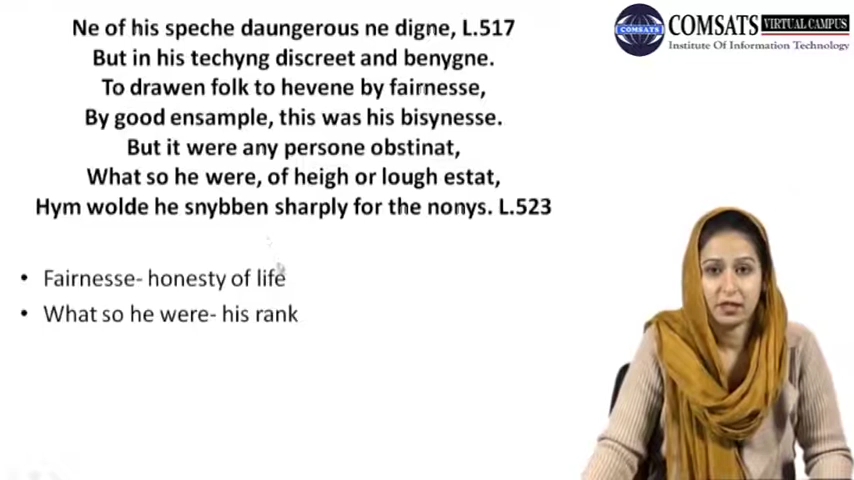 Ne of his speche daungerous ne digne, L.517
But in his techyng discreet and benygne.
To drawen folk to hevene by fairnesse,
By good ensample, this was his bisynesse.
But it were any persone obstinat,
What so he were, of heigh or lough estat,
Hym wolde he snybben sharply for the nonys. L.523
• Fairnesse- honesty of life
• What so he were- his rank
COMSATS
COMSATS VIRTUAL CAMPUS
Institute Of Information Technology